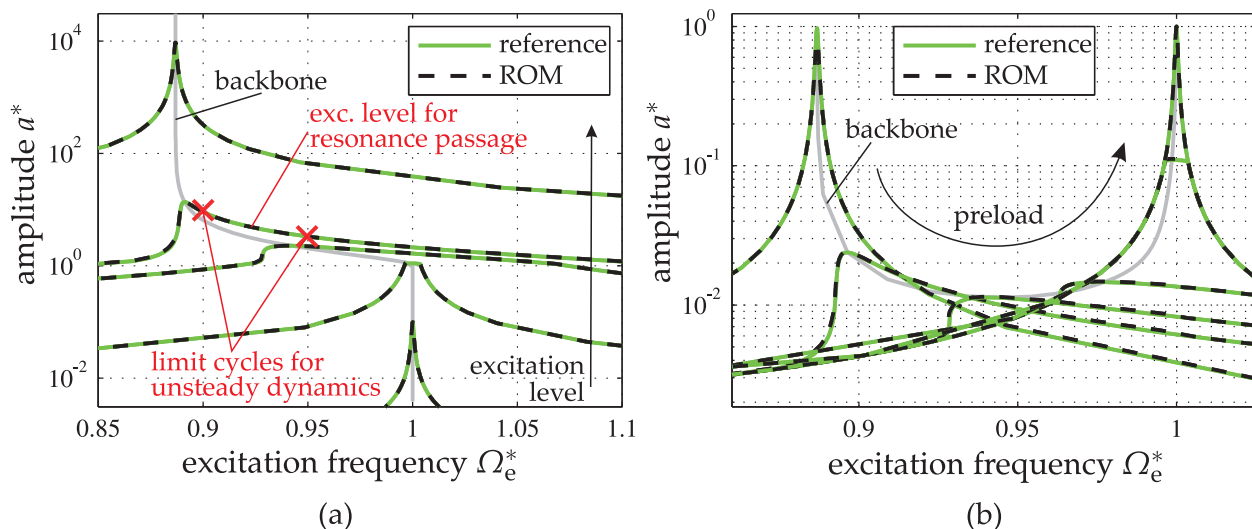 10^4
10^2
10^0
10^-2
amplitude a*
reference
ROM
backbone
exc. level for
resonance passage
limit cycles for
unsteady dynamics
excitation
level
0.85 0.9 0.95 1 1.05 1.1
excitation frequency Ω_e^*
(a)
10^0
10^-1
10^-2
amplitude a*
reference
ROM
backbone
preload
0.9 0.95 1
excitation frequency Ω_e^*
(b)